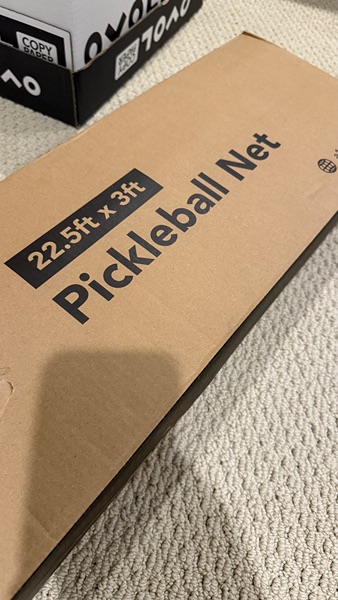 COPY
PAPER
22.5ft x 3ft
Pickleball Net